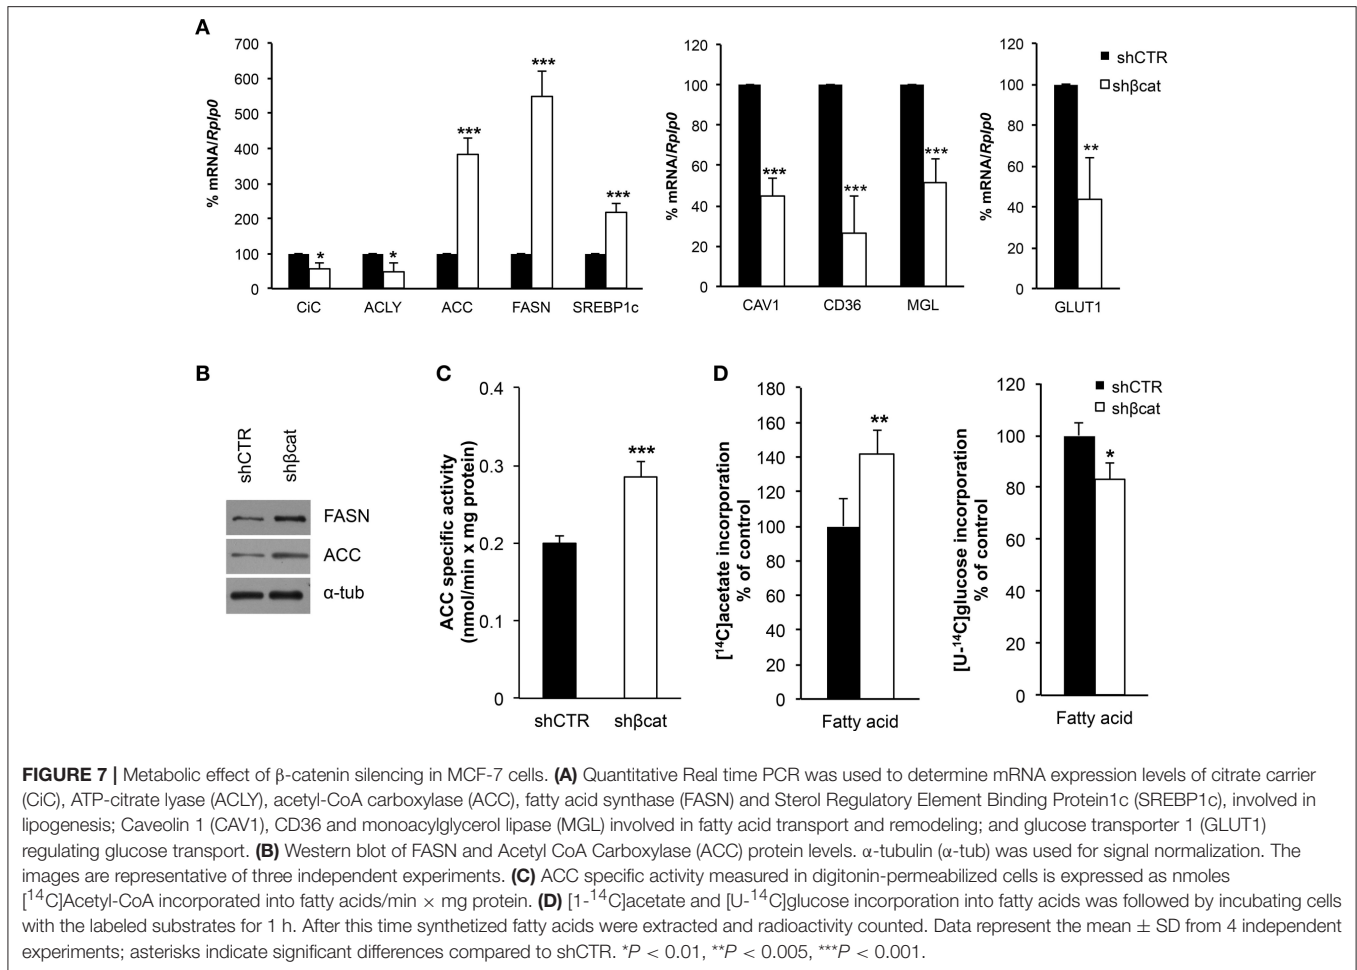 A
700
600
500
400
300
200
100
0
% mRNA/Rplp0
***
***
***
*
*
CiC ACLY ACC FASN SREBP1c
120
100
80
60
40
20
0
% mRNA/Rplp0
***
***
***
CAV1 CD36 MGL
120
100
80
60
40
20
0
% mRNA/Rplp0
**
GLUT1
shCTR
shβcat
B
shCTR
shβcat
FASN
ACC
α-tub
C
0.4
0.3
0.2
0.1
0
ACC specific activity
(nmol/min x mg protein)
***
shCTR shβcat
D
180
160
140
120
100
80
60
40
20
0
[¹⁴C]acetate incorporation
% of control
**
Fatty acid
120
100
80
60
40
20
0
[U-¹⁴C]glucose incorporation
% of control
*
Fatty acid
shCTR
shβcat
FIGURE 7 | Metabolic effect of β-catenin silencing in MCF-7 cells. (A) Quantitative Real time PCR was used to determine mRNA expression levels of citrate carrier
(CiC), ATP-citrate lyase (ACLY), acetyl-CoA carboxylase (ACC), fatty acid synthase (FASN) and Sterol Regulatory Element Binding Protein1c (SREBP1c), involved in
lipogenesis; Caveolin 1 (CAV1), CD36 and monoacylglycerol lipase (MGL) involved in fatty acid transport and remodeling; and glucose transporter 1 (GLUT1)
regulating glucose transport. (B) Western blot of FASN and Acetyl CoA Carboxylase (ACC) protein levels. α-tubulin (α-tub) was used for signal normalization. The
images are representative of three independent experiments. (C) ACC specific activity measured in digitonin-permeabilized cells is expressed as nmoles
[¹⁴C]Acetyl-CoA incorporated into fatty acids/min × mg protein. (D) [1-¹⁴C]acetate and [U-¹⁴C]glucose incorporation into fatty acids was followed by incubating cells
with the labeled substrates for 1 h. After this time synthetized fatty acids were extracted and radioactivity counted. Data represent the mean ± SD from 4 independent
experiments; asterisks indicate significant differences compared to shCTR. *P < 0.01, **P < 0.005, ***P < 0.001.